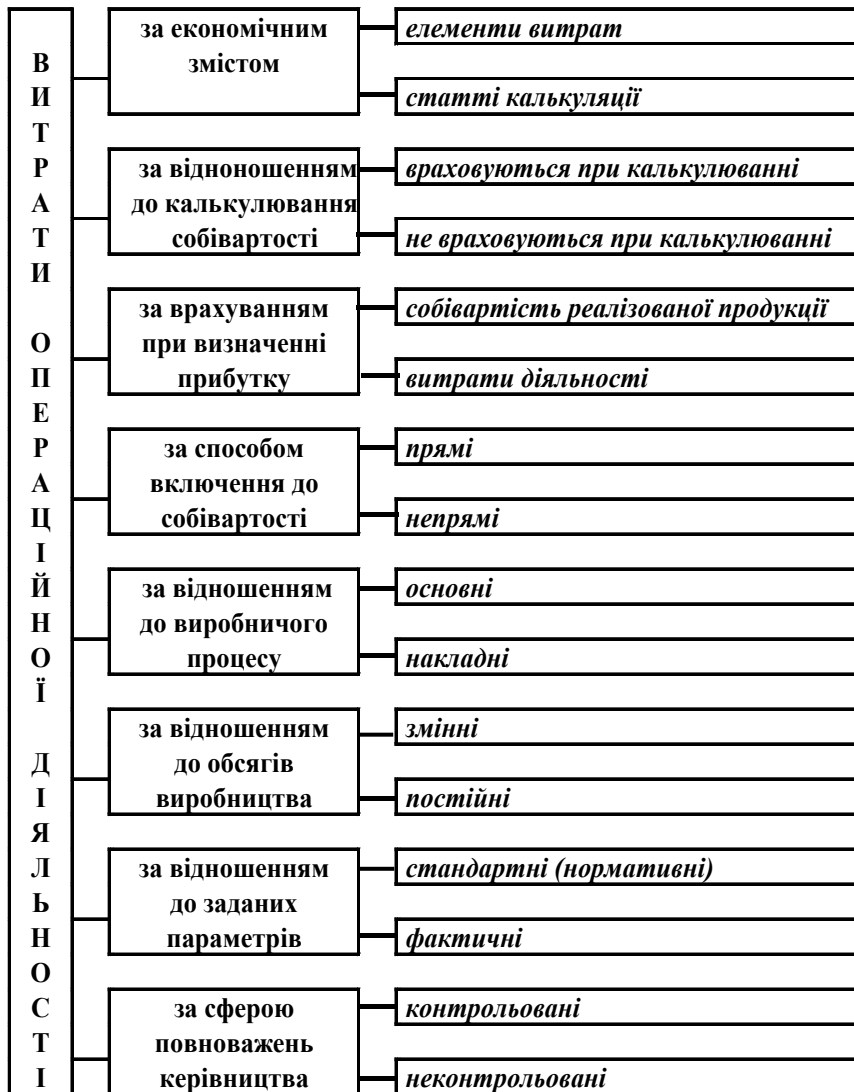 ВИТРАТИ ОПЕРАЦІЙНОЇ ДІЯЛЬНОСТІ
за економічним
змістом
елементи витрат
статті калькуляції
за відноношенням
до калькулювання
собівартості
враховуються при калькулюванні
не враховуються при калькулюванні
за врахуванням
при визначенні
прибутку
собівартість реалізованої продукції
витрати діяльності
за способом
включення до
собівартості
прямі
непрямі
за відношенням
до виробничого
процесу
основні
накладні
за відношенням
до обсягів
виробництва
змінні
постійні
за відношенням
до заданих
параметрів
стандартні (нормативні)
фактичні
за сферою
повноважень
керівництва
контрольовані
неконтрольовані